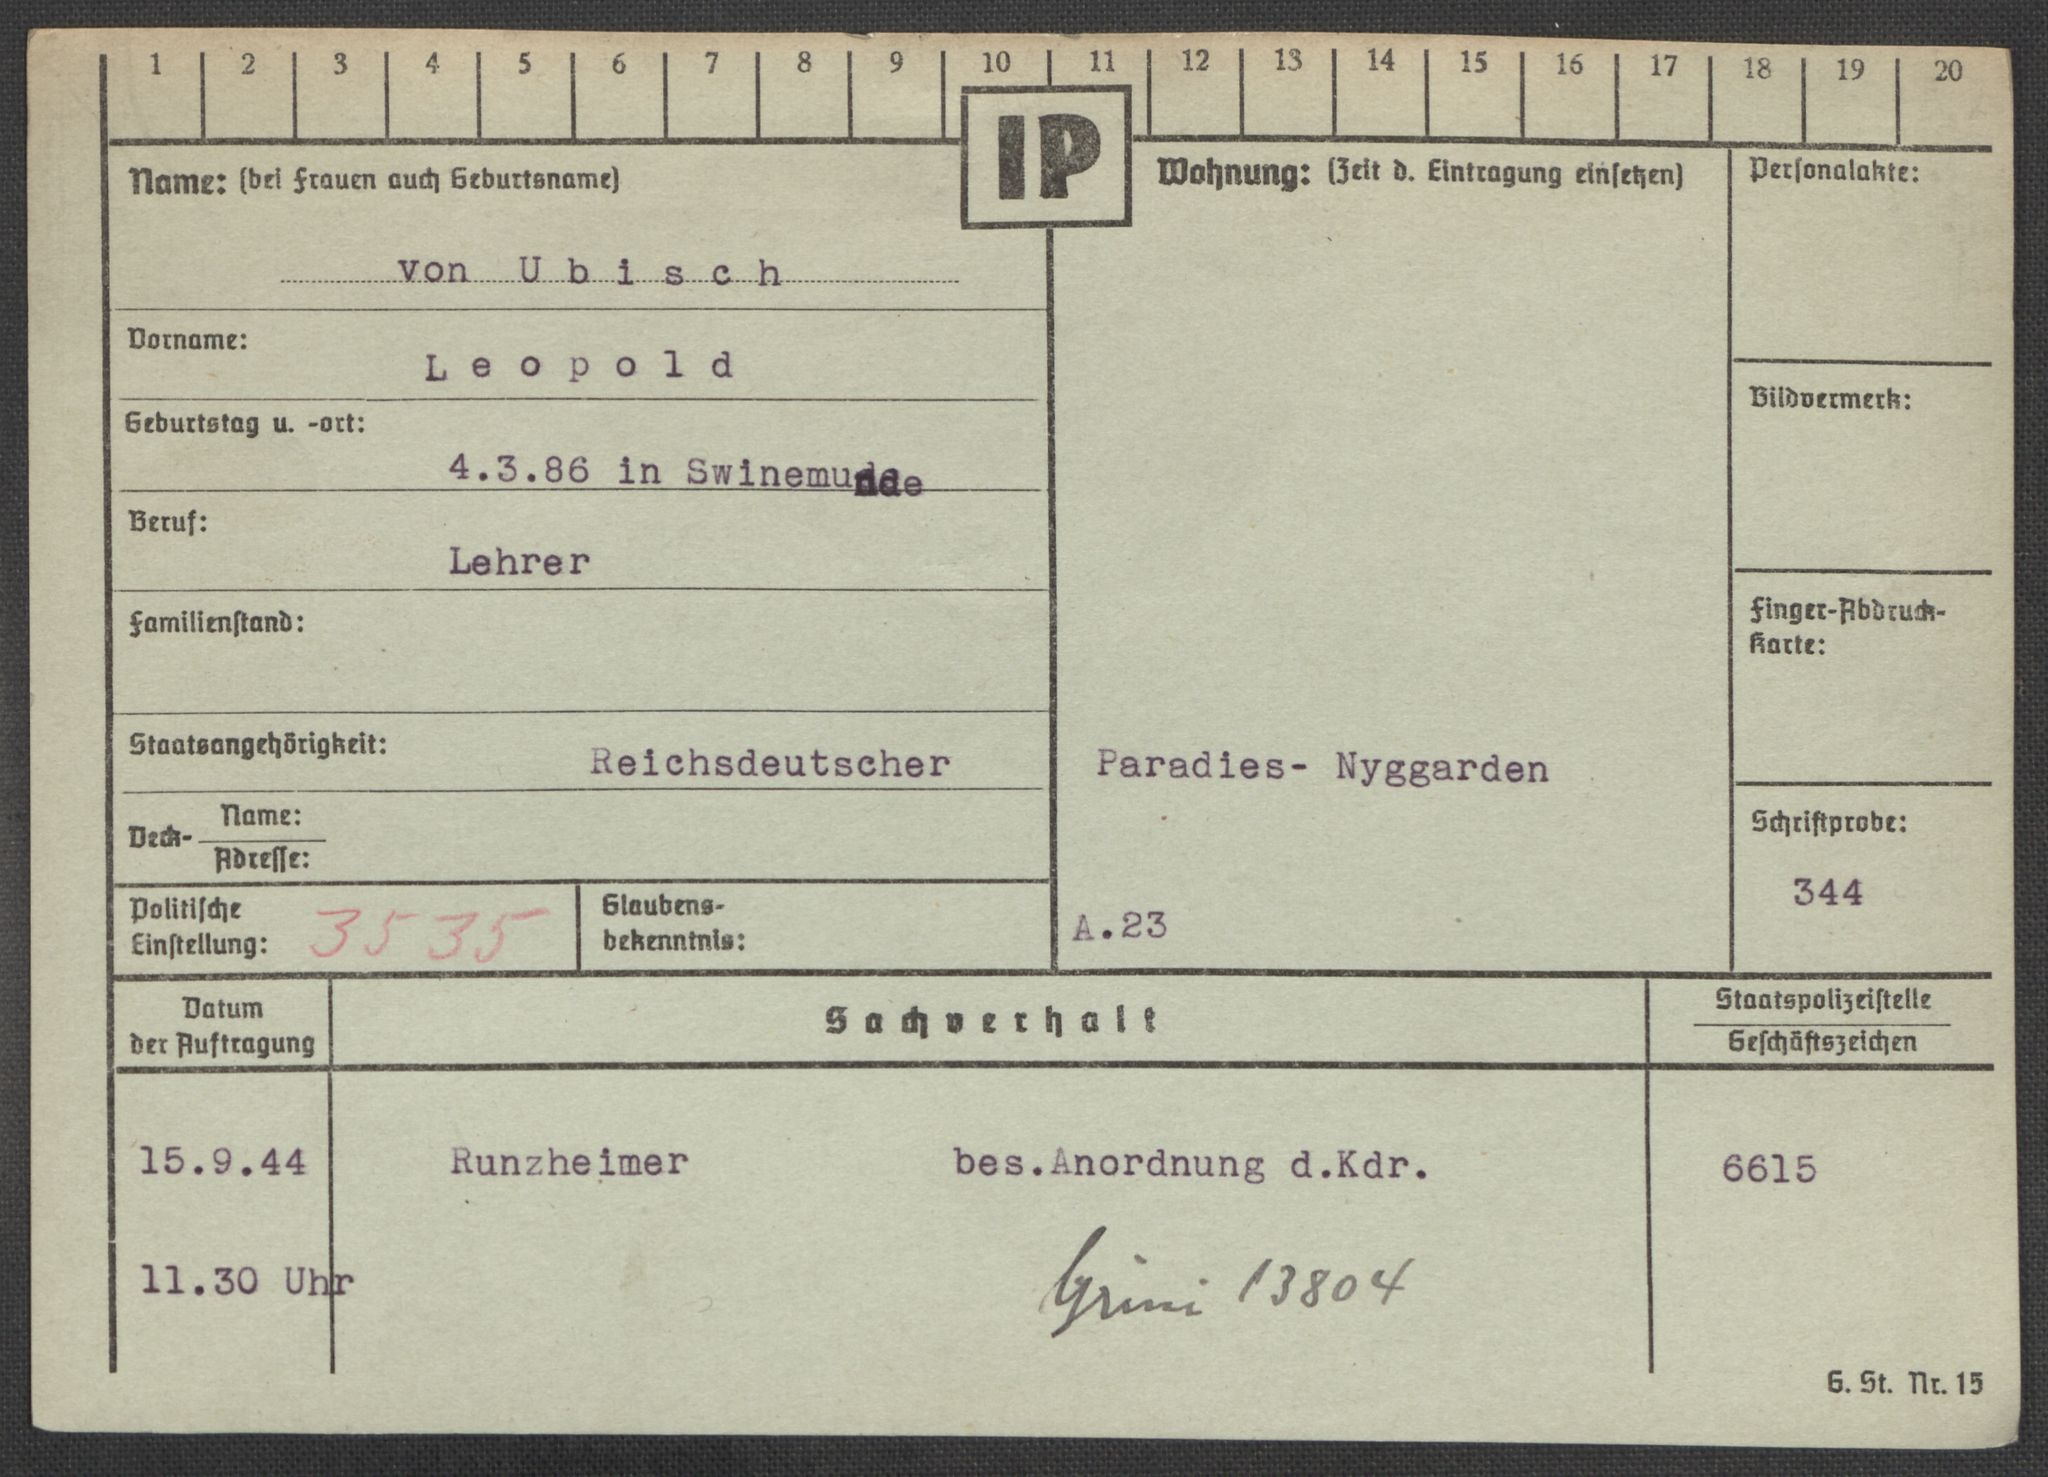 1 2 3 4 5 6 7 8 9 10 11 12 13 14 15 16 17 18 19 20
IP
Name: (bei Frauen auch Geburtsname)
von U b i s c h
Vorname:
L e o p o l d
Geburtstag u. -ort:
4.3.86 in Swinemunde
Beruf:
Lehrer
Familienstand:
Staatsangehörigkeit:
Reichsdeutscher
Deck-
Name:
Adresse:
Politische
Einstellung:
3535
Glaubens-
bekenntnis:
Wohnung: (Zeit d. Eintragung einsetzen)
Paradies- Nyggarden
A.23
Personalakte:
Bildvermerk:
Finger-Abdruck-
Karte:
Schriftprobe:
344
Datum
der Auftragung
Sachverhalt
Staatspolizeistelle
Geschäftszeichen
15.9.44 Runzheimer bes.Anordnung d.Kdr. 6615
11.30 Uhr
Grini 13804
G. St. Nr. 15